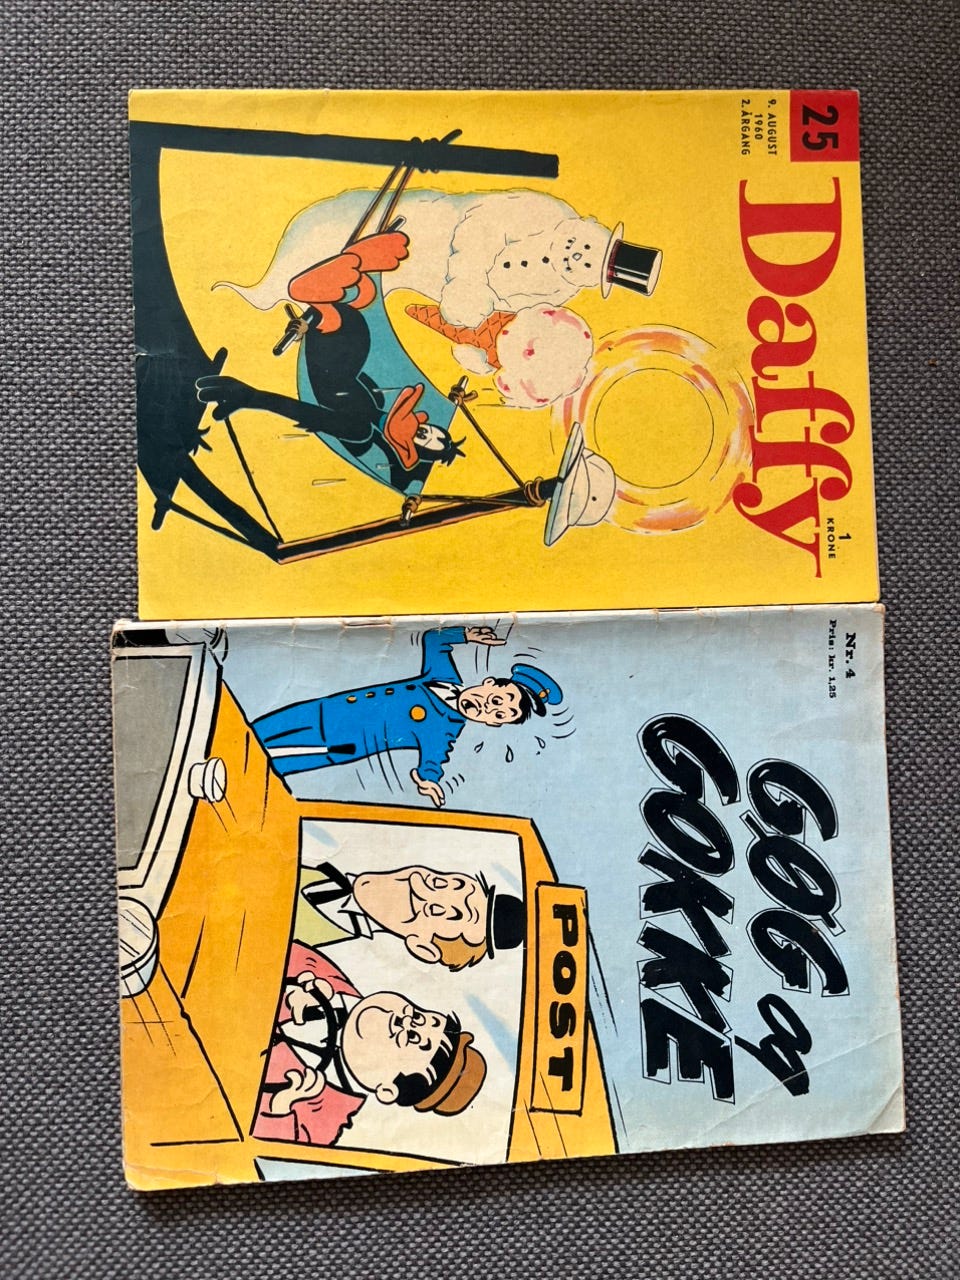 25
9. AUGUST
1960
2. ÅRGANG
Daffy
1
KRONE
Nr. 4
Pris: kr. 1,25
GØG og
GOKKE
POST